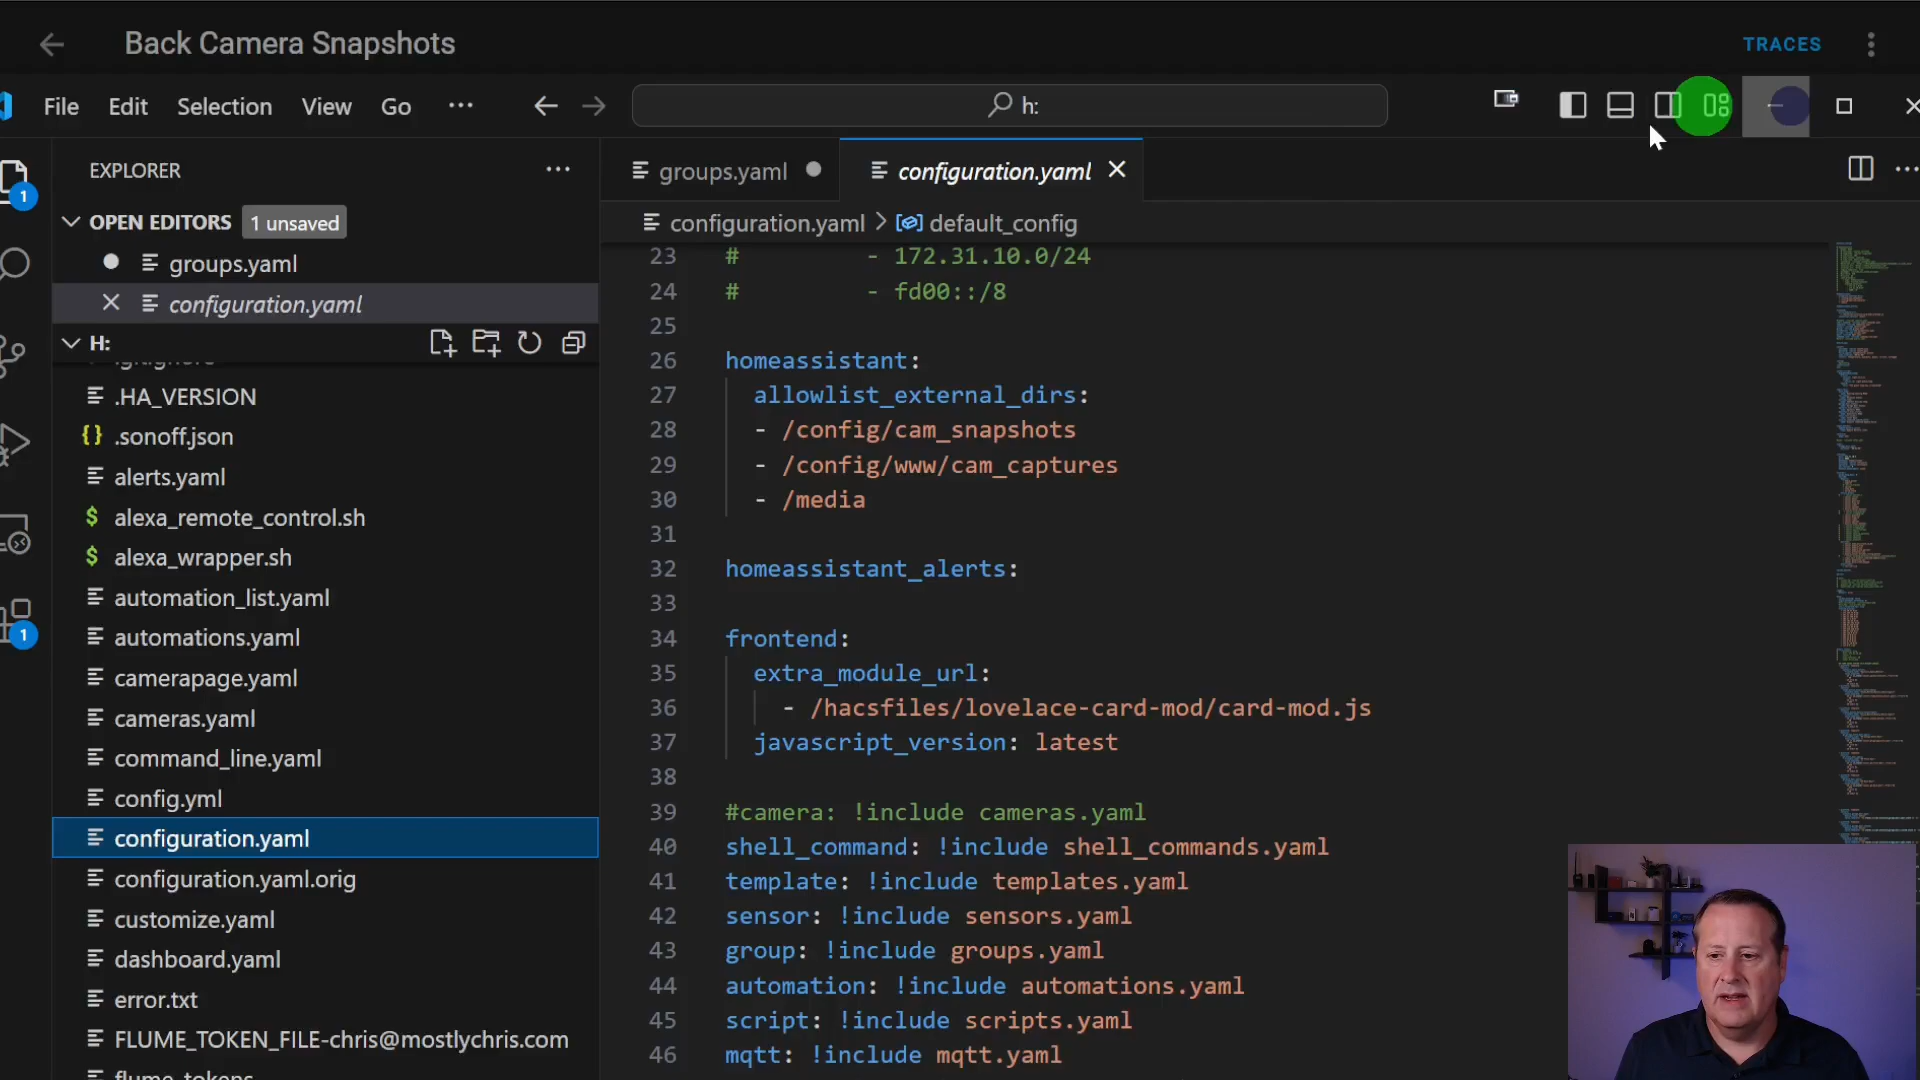 Back Camera Snapshots
TRACES
File Edit Selection View Go ...
h:
EXPLORER ...
groups.yaml
configuration.yaml
...
OPEN EDITORS 1 unsaved
configuration.yaml > default_config
groups.yaml
configuration.yaml
H:
1
.gitignore
.HA_VERSION
.sonoff.json
alerts.yaml
alexa_remote_control.sh
alexa_wrapper.sh
automation_list.yaml
automations.yaml
1
camerapage.yaml
cameras.yaml
command_line.yaml
config.yml
configuration.yaml
configuration.yaml.orig
customize.yaml
dashboard.yaml
error.txt
FLUME_TOKEN_FILE-chris@mostlychris.com
flume_tokens
23 # - 172.31.10.0/24
24 # - fd00::/8
25
26 homeassistant:
27 allowlist_external_dirs:
28 - /config/cam_snapshots
29 - /config/www/cam_captures
30 - /media
31
32 homeassistant_alerts:
33
34 frontend:
35 extra_module_url:
36 - /hacsfiles/lovelace-card-mod/card-mod.js
37 javascript_version: latest
38
39 #camera: !include cameras.yaml
40 shell_command: !include shell_commands.yaml
41 template: !include templates.yaml
42 sensor: !include sensors.yaml
43 group: !include groups.yaml
44 automation: !include automations.yaml
45 script: !include scripts.yaml
46 mqtt: !include mqtt.yaml